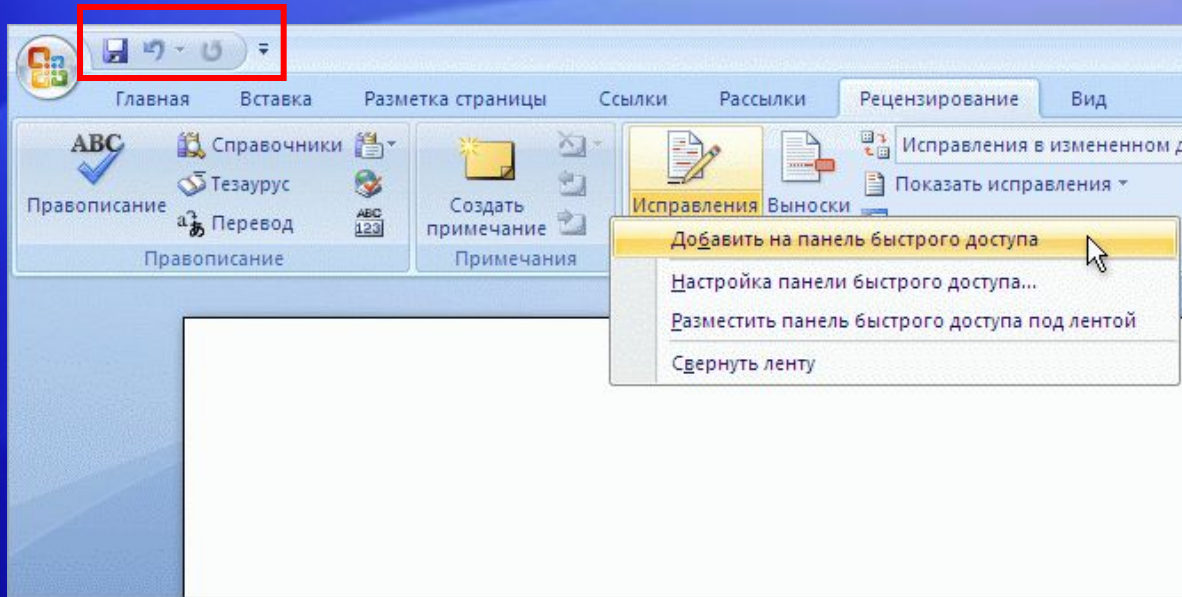 Главная Вставка Разметка страницы Ссылки Рассылки Рецензирование Вид
ABC
Правописание
Справочники
Тезаурус
Перевод
ABC
123
Правописание
Создать
примечание
Примечания
Исправления
Выноски
Исправления в измененном
Показать исправления
Добавить на панель быстрого доступа
Настройка панели быстрого доступа...
Разместить панель быстрого доступа под лентой
Свернуть ленту